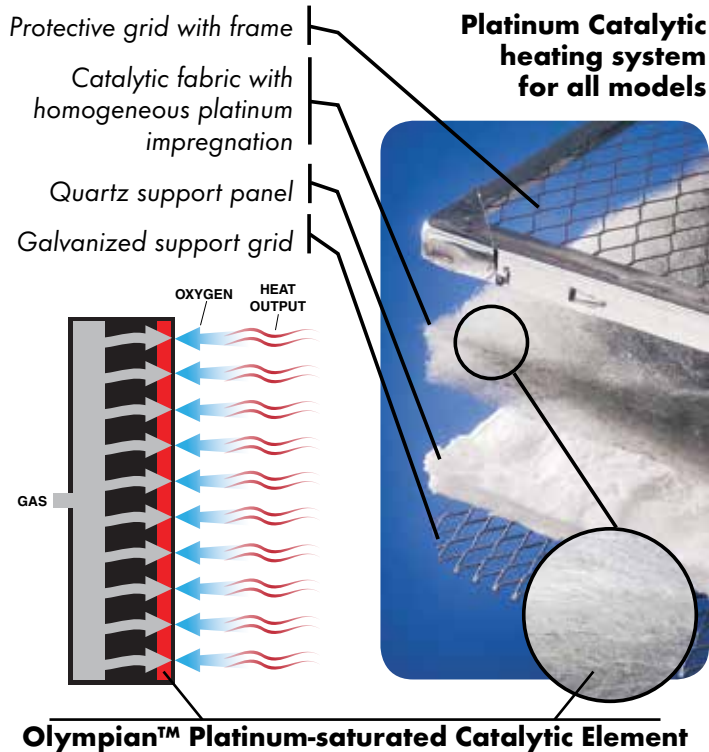 Protective grid with frame
Platinum Catalytic
heating system
for all models
Catalytic fabric with
homogeneous platinum
impregnation
Quartz support panel
Galvanized support grid
OXYGEN
HEAT
OUTPUT
GAS
Olympian™ Platinum-saturated Catalytic Element